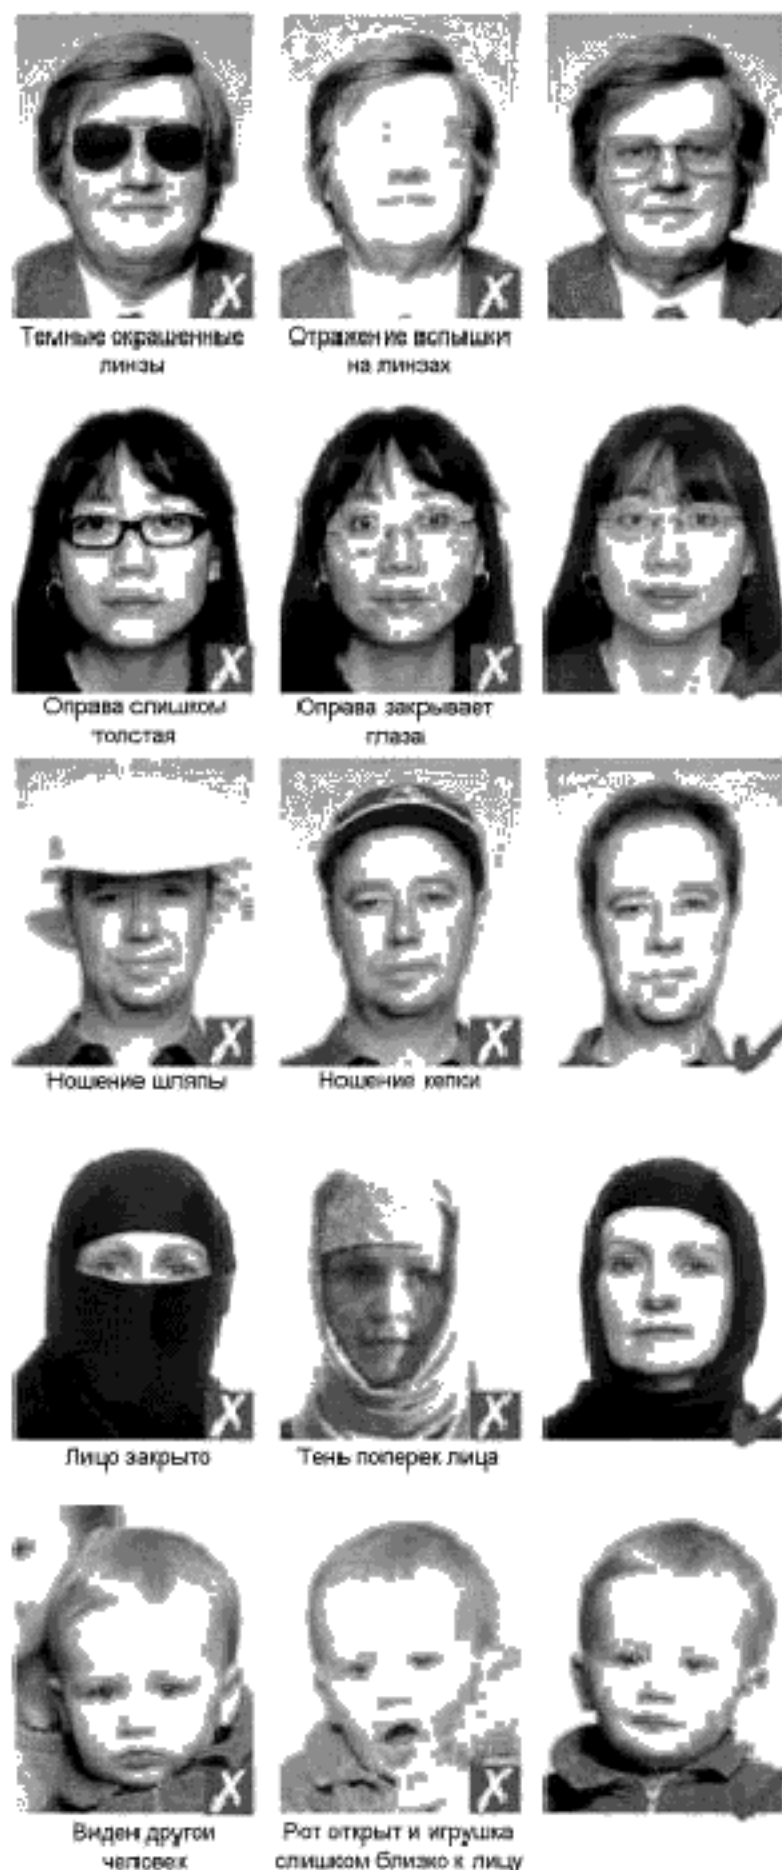 Темные окрашенные
линзы
Отражение вспышки
на линзах
Оправа слишком
толстая
Оправа закрывает
глаза
Ношение шляпы
Ношение кепки
Лицо закрыто
Тень поперек лица
Виден другой
человек
Рот открыт и игрушка
слишком близко к лицу